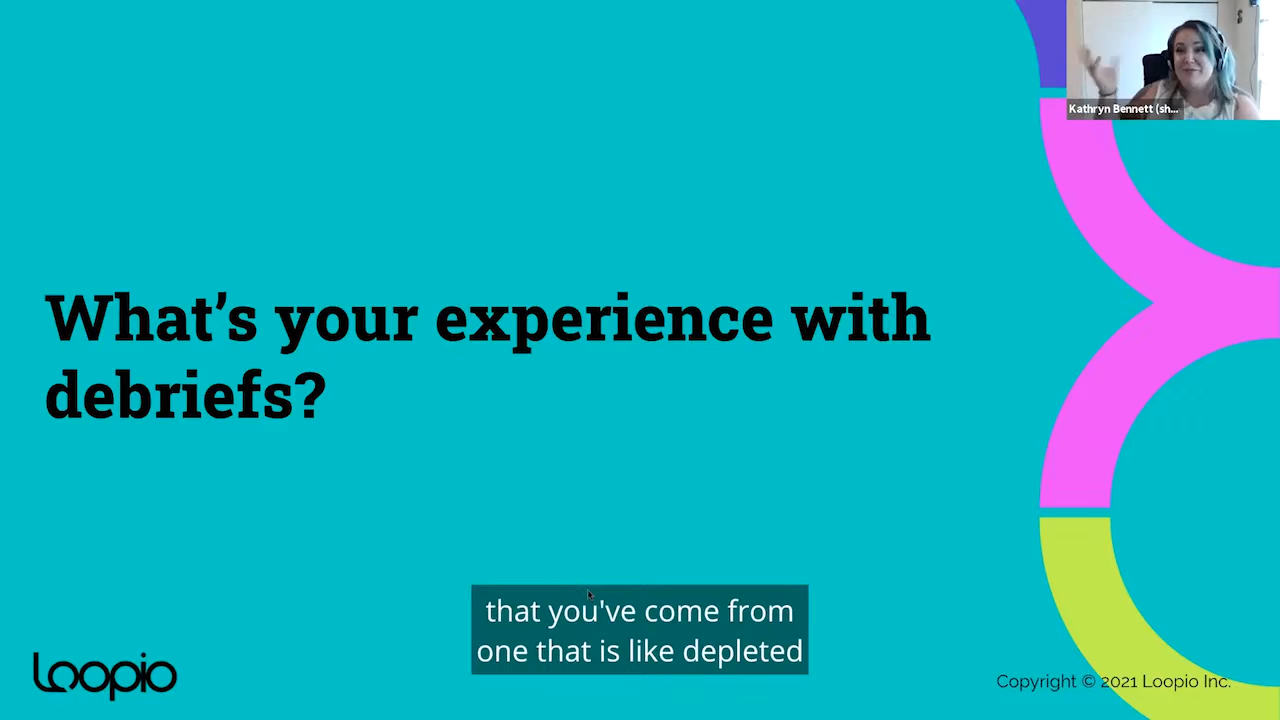 Kathryn Bennett (sh...
What's your experience with
debriefs?
that you've come from
one that is like depleted
Loopio
Copyright © 2021 Loopio Inc.